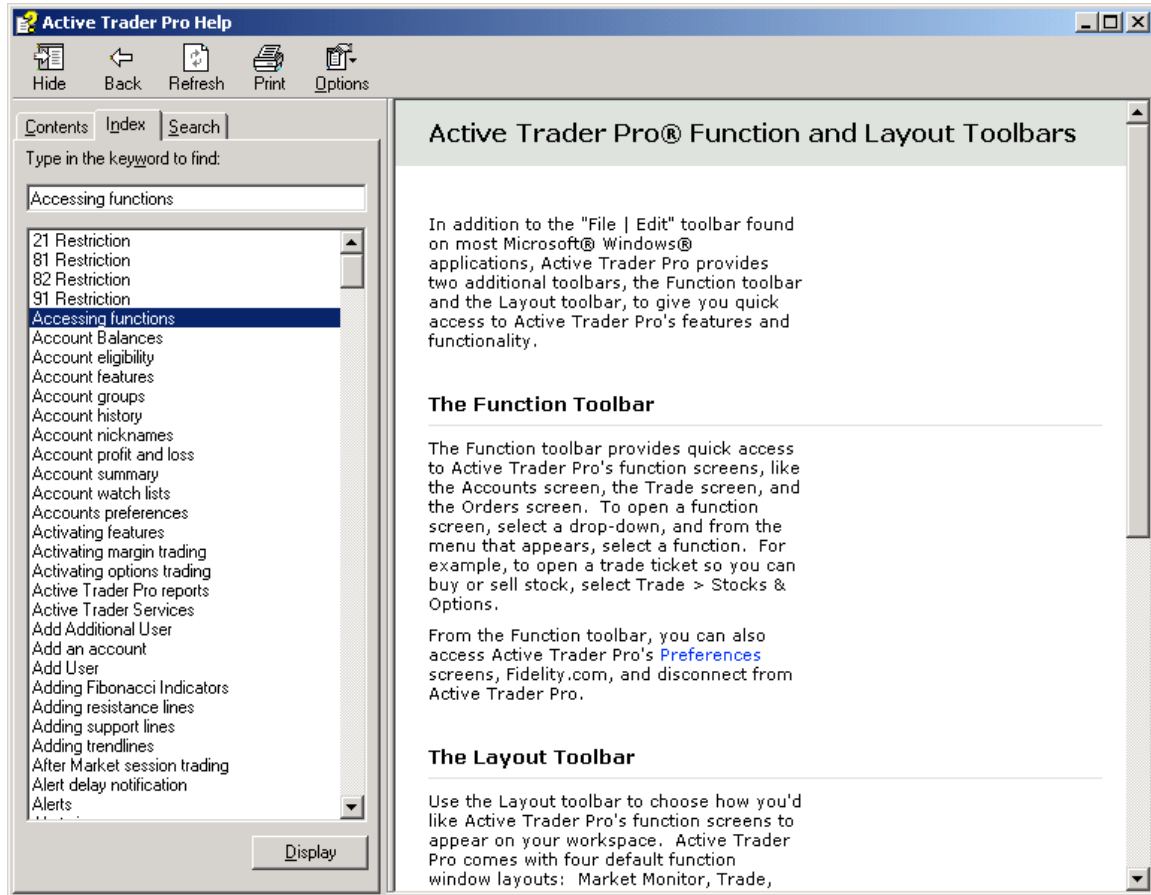 Active Trader Pro Help
Hide Back Refresh Print Options
Contents Index Search
Type in the keyword to find:
Accessing functions
21 Restriction
81 Restriction
82 Restriction
91 Restriction
Accessing functions
Account Balances
Account eligibility
Account features
Account groups
Account history
Account nicknames
Account profit and loss
Account summary
Account watch lists
Accounts preferences
Activating features
Activating margin trading
Activating options trading
Active Trader Pro reports
Active Trader Services
Add Additional User
Add an account
Add User
Adding Fibonacci Indicators
Adding resistance lines
Adding support lines
Adding trendlines
After Market session trading
Alert delay notification
Alerts
Display
Active Trader Pro® Function and Layout Toolbars
In addition to the "File | Edit" toolbar found
on most Microsoft® Windows®
applications, Active Trader Pro provides
two additional toolbars, the Function toolbar
and the Layout toolbar, to give you quick
access to Active Trader Pro's features and
functionality.
The Function Toolbar
The Function toolbar provides quick access
to Active Trader Pro's function screens, like
the Accounts screen, the Trade screen, and
the Orders screen. To open a function
screen, select a drop-down, and from the
menu that appears, select a function. For
example, to open a trade ticket so you can
buy or sell stock, select Trade > Stocks &
Options.
From the Function toolbar, you can also
access Active Trader Pro's Preferences
screens, Fidelity.com, and disconnect from
Active Trader Pro.
The Layout Toolbar
Use the Layout toolbar to choose how you'd
like Active Trader Pro's function screens to
appear on your workspace. Active Trader
Pro comes with four default function
window layouts: Market Monitor, Trade,